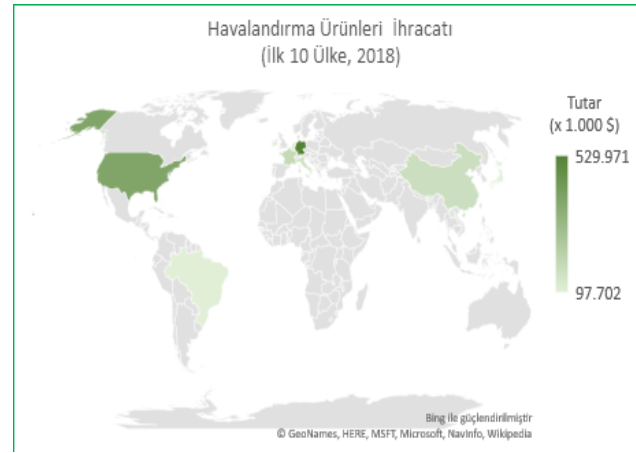 Havalandırma Ürünleri İhracatı
(İlk 10 Ülke, 2018)
Tutar
(x 1.000 $)
529.971
97.702
Bing ile güçlendirilmiştir
© GeoNames, HERE, MSFT, Microsoft, NavInfo, Wikipedia